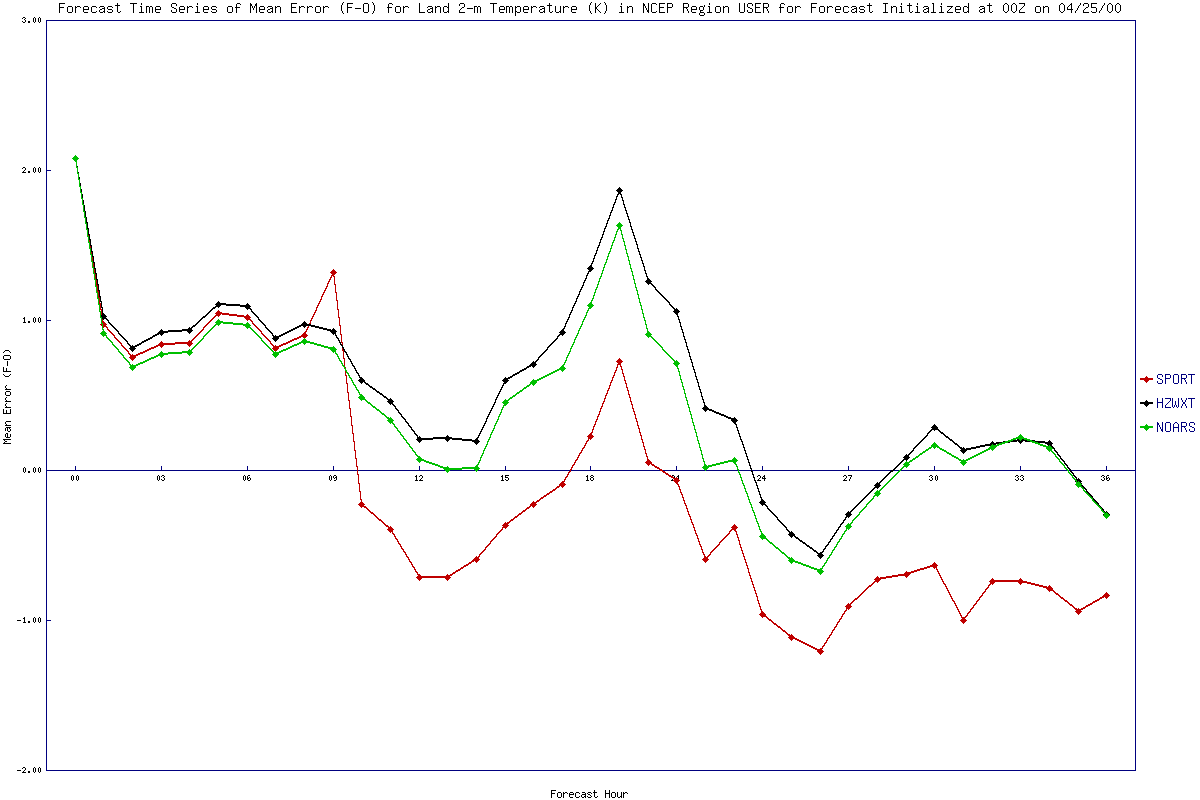 Forecast Time Series of Mean Error (F-O) for Land 2-m Temperature (K) in NCEP Region USER for Forecast Initialized at 00Z on 04/25/00
3.00
2.00
1.00
0.00
-1.00
-2.00
Mean Error (F-O)
00 03 06 09 12 15 18 21 24 27 30 33 36
Forecast Hour
SPORT
HZWXT
NOARS